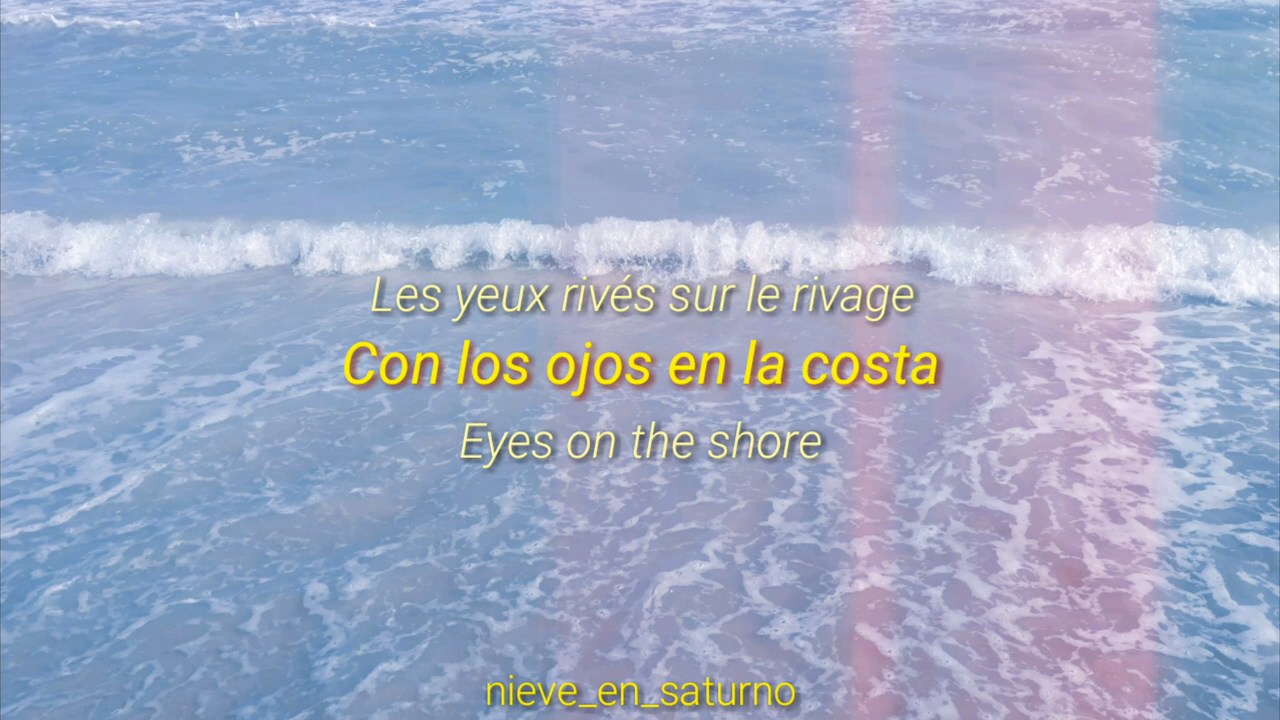 Les yeux rivés sur le rivage
Con los ojos en la costa
Eyes on the shore
nieve_en_saturno